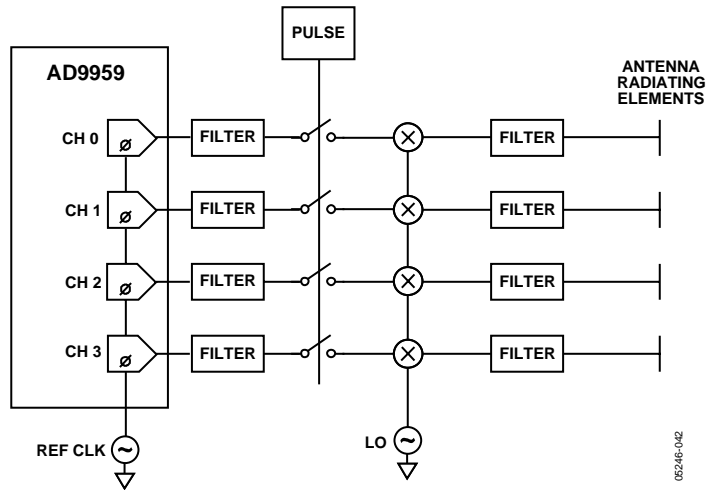 PULSE
AD9959
ANTENNA
RADIATING
ELEMENTS
CH 0
FILTER
FILTER
CH 1
FILTER
FILTER
CH 2
FILTER
FILTER
CH 3
FILTER
FILTER
REF CLK
LO
05246-042